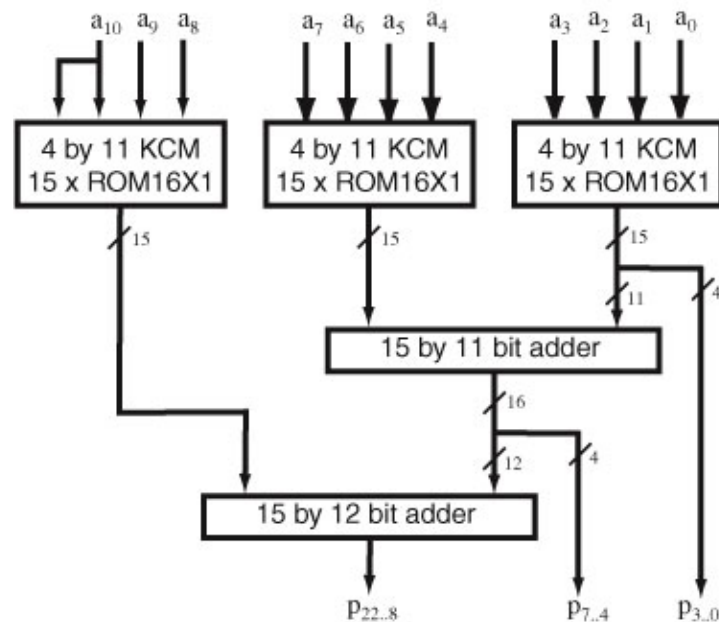 a10 a9 a8 a7 a6 a5 a4 a3 a2 a1 a0
4 by 11 KCM
15 x ROM16X1
4 by 11 KCM
15 x ROM16X1
4 by 11 KCM
15 x ROM16X1
15 15 15
11 4
15 by 11 bit adder
16
12 4
15 by 12 bit adder
p22..8 p7..4 p3..0